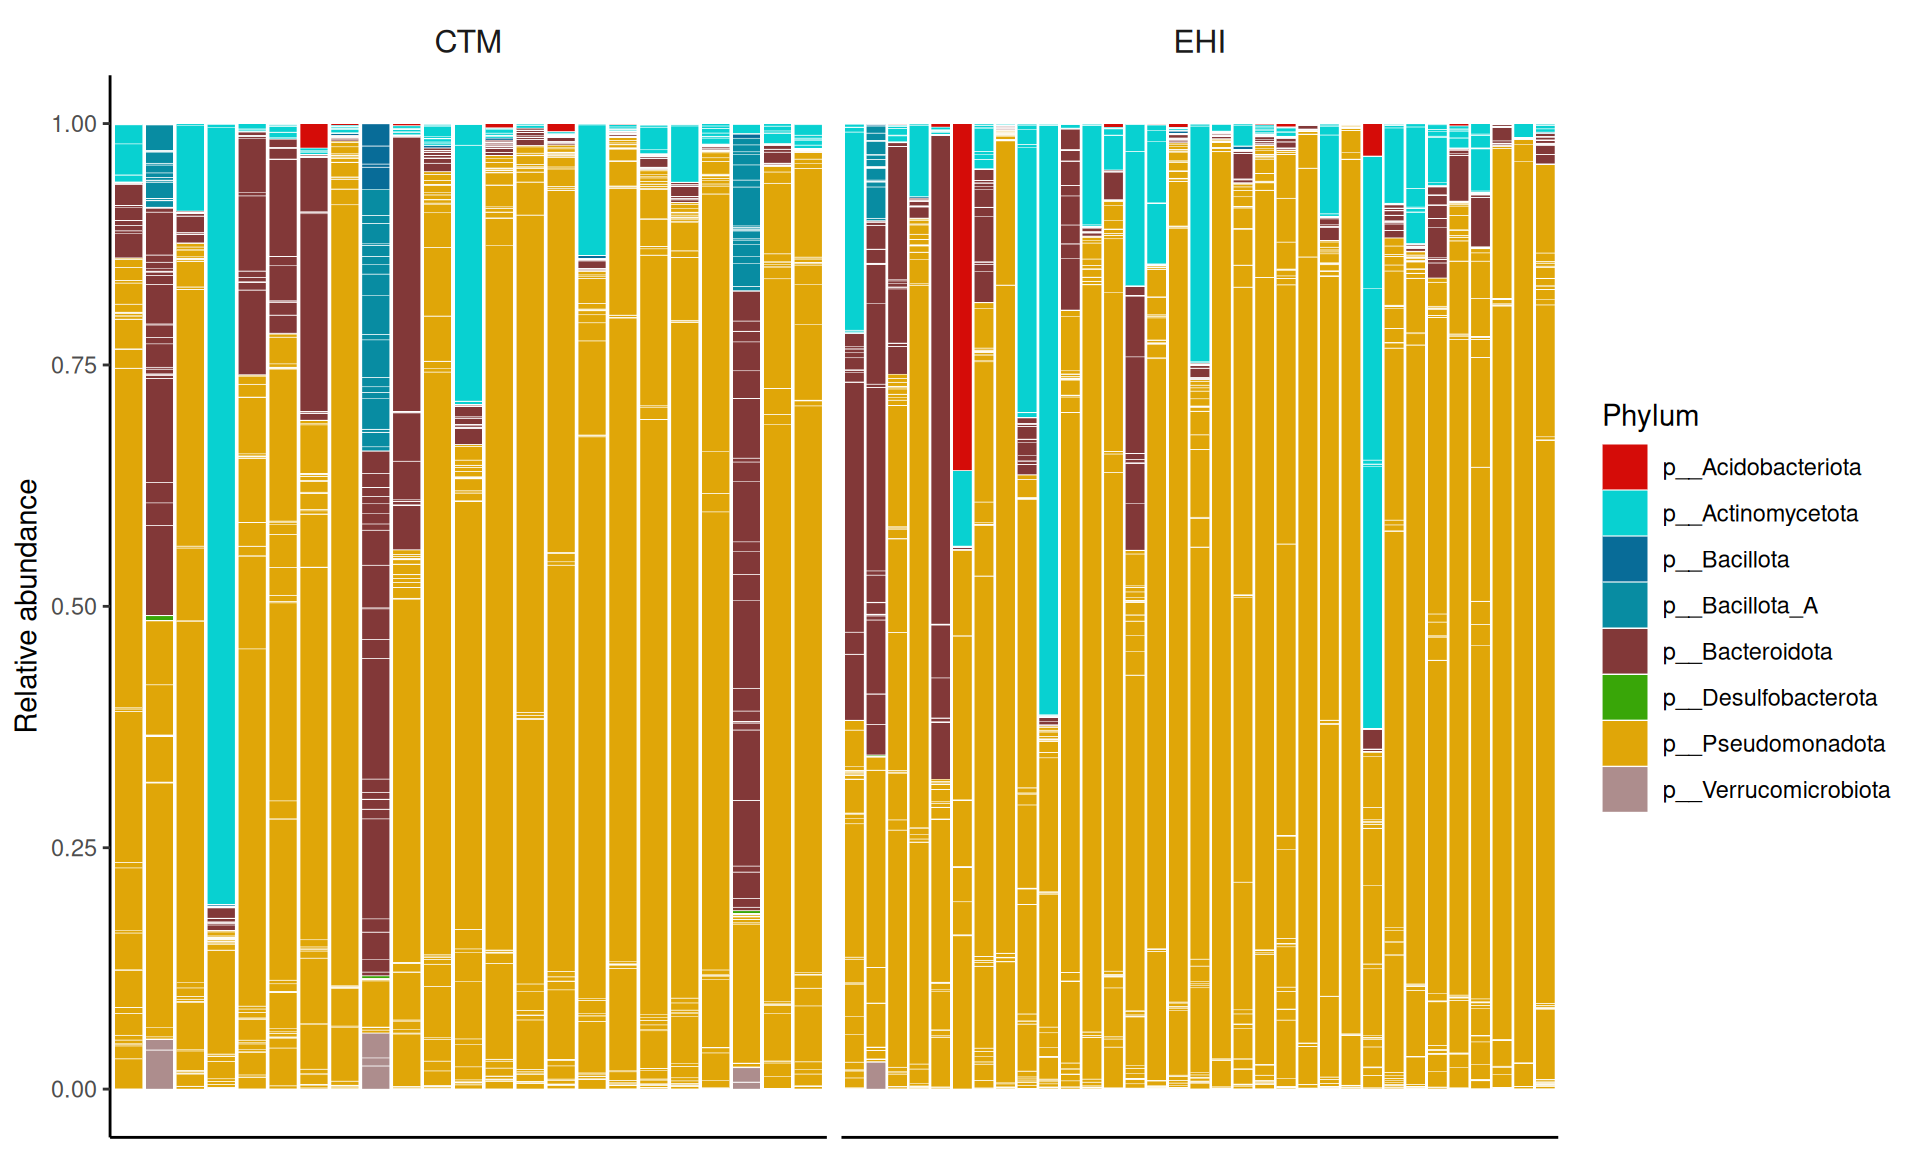 CTM
EHI
Relative abundance
1.00
0.75
0.50
0.25
0.00
Phylum
p__Acidobacteriota
p__Actinomycetota
p__Bacillota
p__Bacillota_A
p__Bacteroidota
p__Desulfobacterota
p__Pseudomonadota
p__Verrucomicrobiota